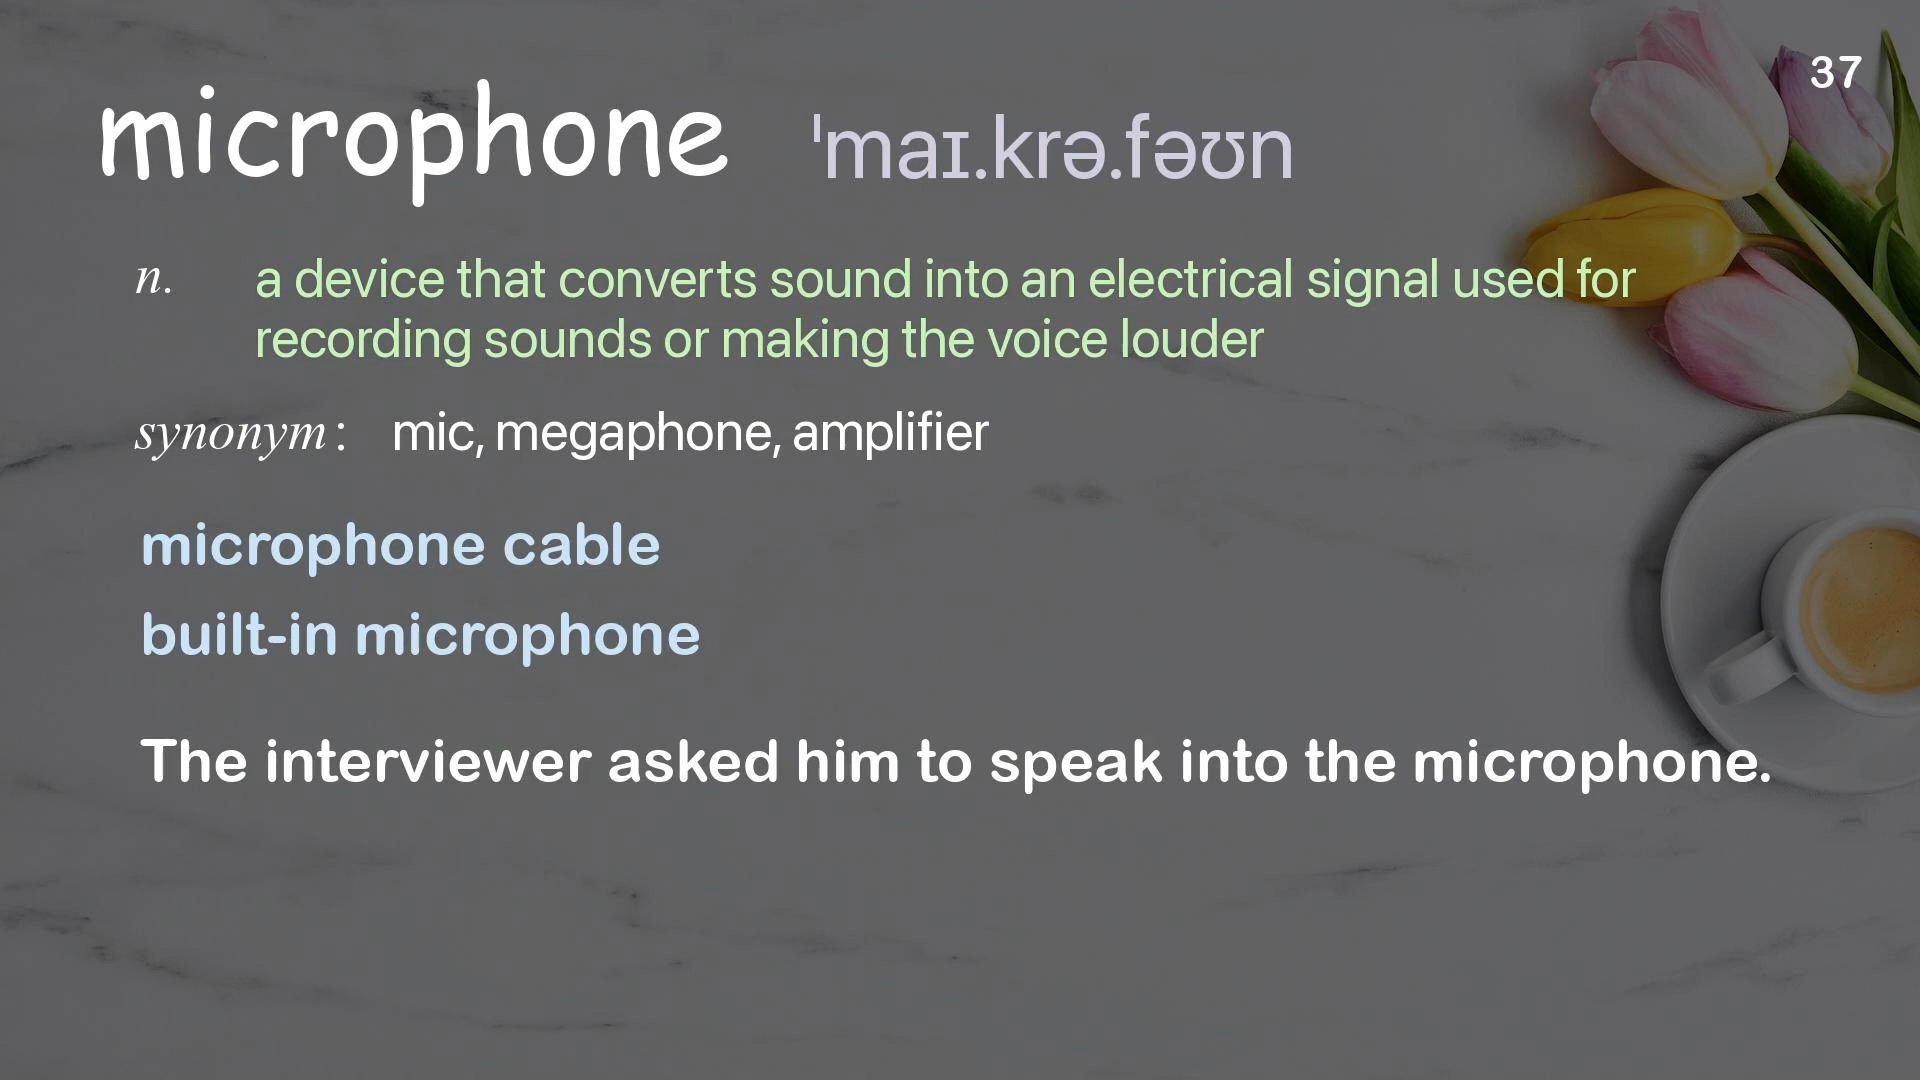 37
microphone ˈmaɪ.krə.fəʊn
n. a device that converts sound into an electrical signal used for
recording sounds or making the voice louder
synonym: mic, megaphone, amplifier
microphone cable
built-in microphone
The interviewer asked him to speak into the microphone.